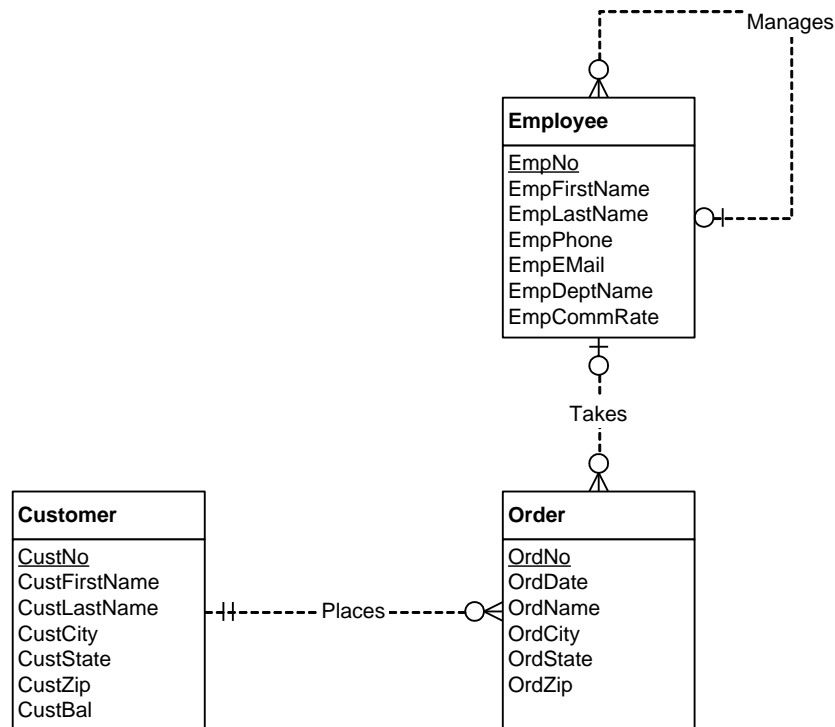 Manages
Employee
EmpNo
EmpFirstName
EmpLastName
EmpPhone
EmpEMail
EmpDeptName
EmpCommRate
Takes
Customer
CustNo
CustFirstName
CustLastName
CustCity
CustState
CustZip
CustBal
Places
Order
OrdNo
OrdDate
OrdName
OrdCity
OrdState
OrdZip